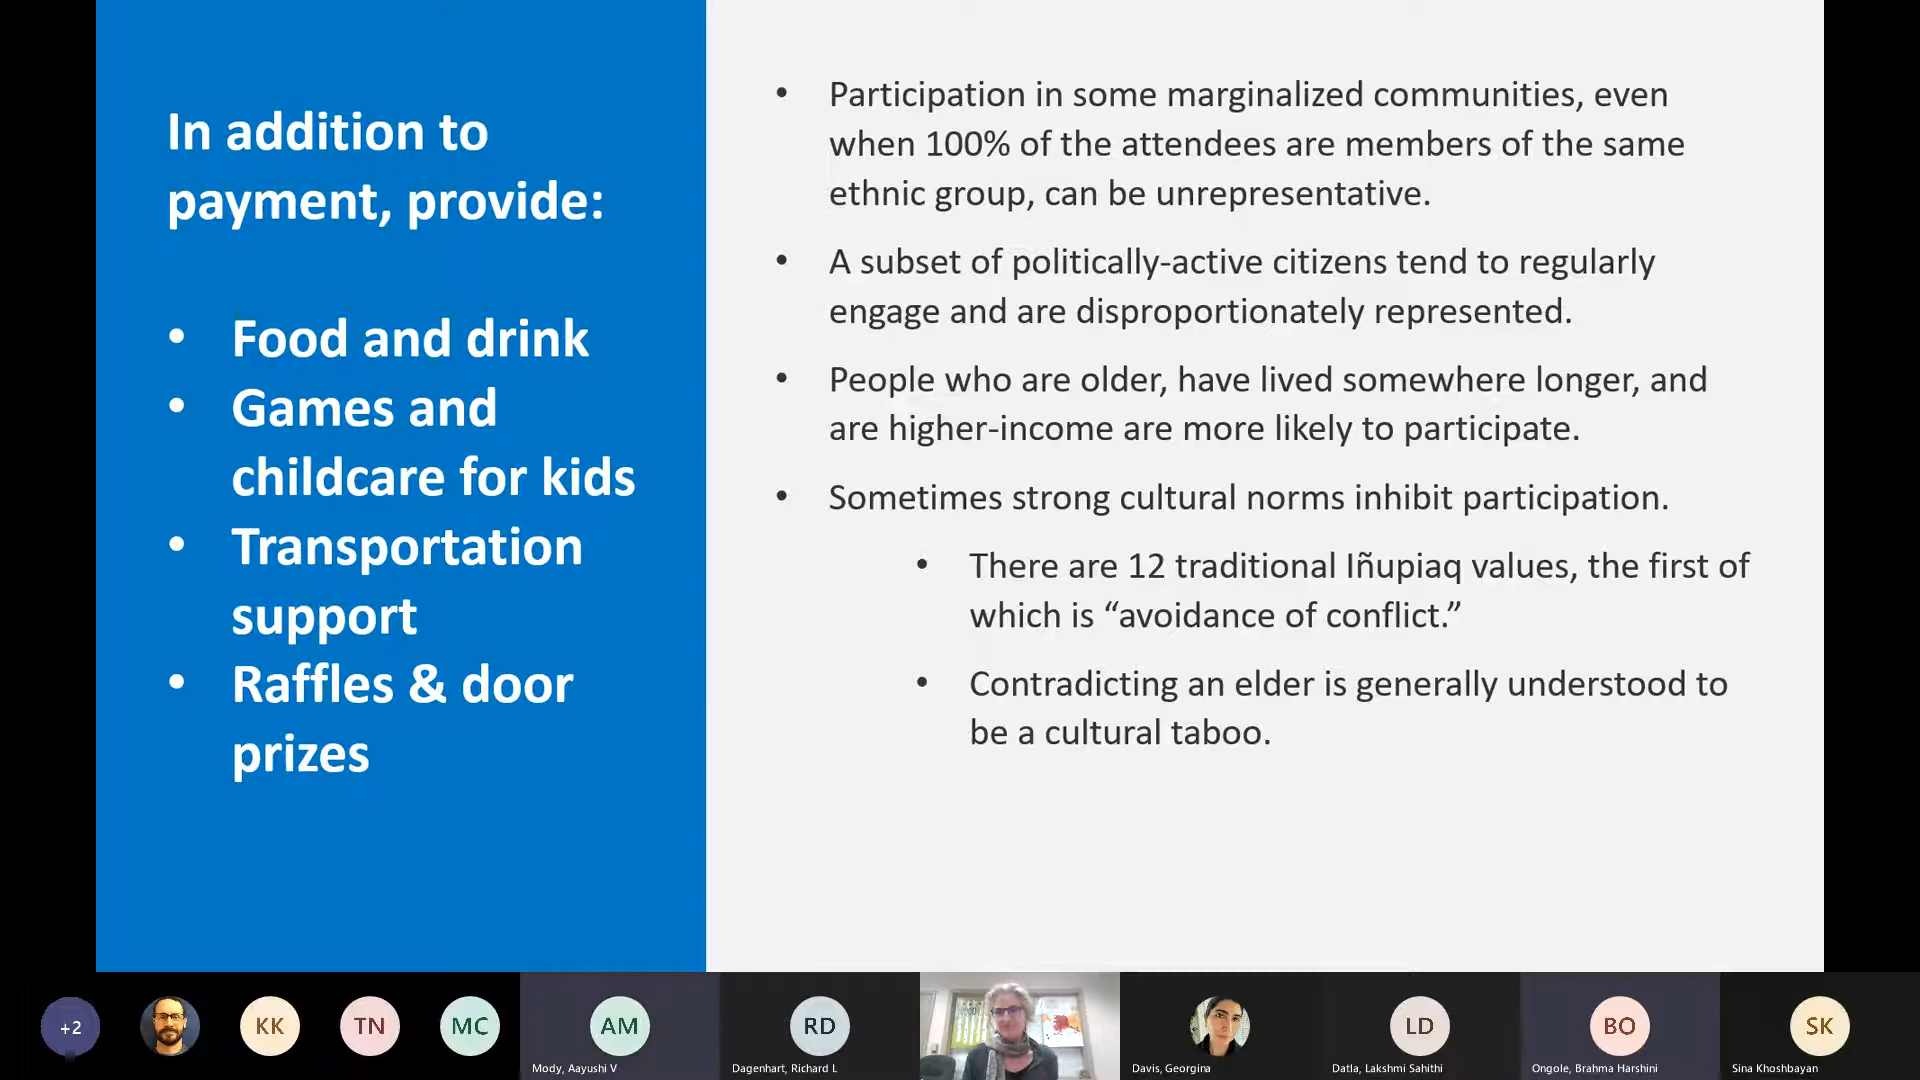 In addition to
payment, provide:
• Food and drink
• Games and
childcare for kids
• Transportation
support
• Raffles & door
prizes
• Participation in some marginalized communities, even
when 100% of the attendees are members of the same
ethnic group, can be unrepresentative.
• A subset of politically-active citizens tend to regularly
engage and are disproportionately represented.
• People who are older, have lived somewhere longer, and
are higher-income are more likely to participate.
• Sometimes strong cultural norms inhibit participation.
• There are 12 traditional Iñupiaq values, the first of
which is “avoidance of conflict.”
• Contradicting an elder is generally understood to
be a cultural taboo.
+2
KK
TN
MC
AM
Mody, Aayushi V
RD
Dagenhart, Richard L
Davis, Georgina
LD
Datla, Lakshmi Sahithi
BO
Ongole, Brahma Harshini
SK
Sina Khoshbayan